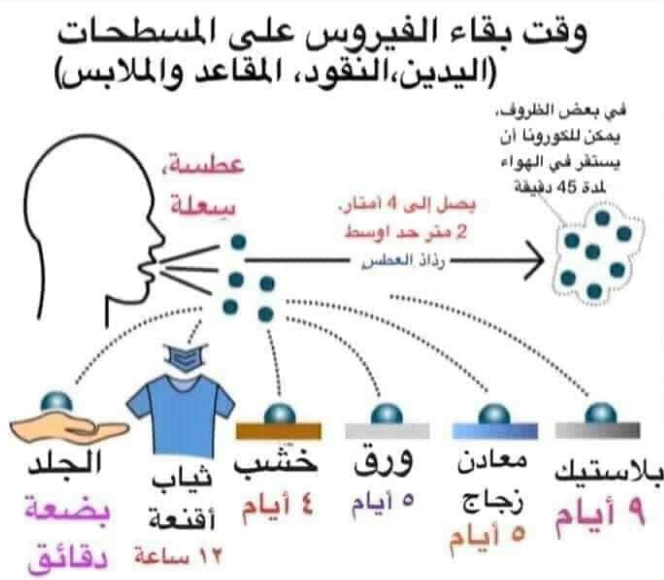 وقت بقاء الفيروس على المسطحات
(اليدين،النقود، المقاعد والملابس)
في بعض الظروف،
يمكن للكورونا أن
يستقر في الهواء
لمدة 45 دقيقة
عطسة،
سعلة
يصل إلى 4 أمتار.
2 متر حد اوسط
رذاذ العطس
الجلد
بضعة
دقائق
ثياب
أقنعة
١٢ ساعة
خشب
٤ أيام
ورق
٥ أيام
معادن
زجاج
٥ أيام
بلاستيك
٩ أيام